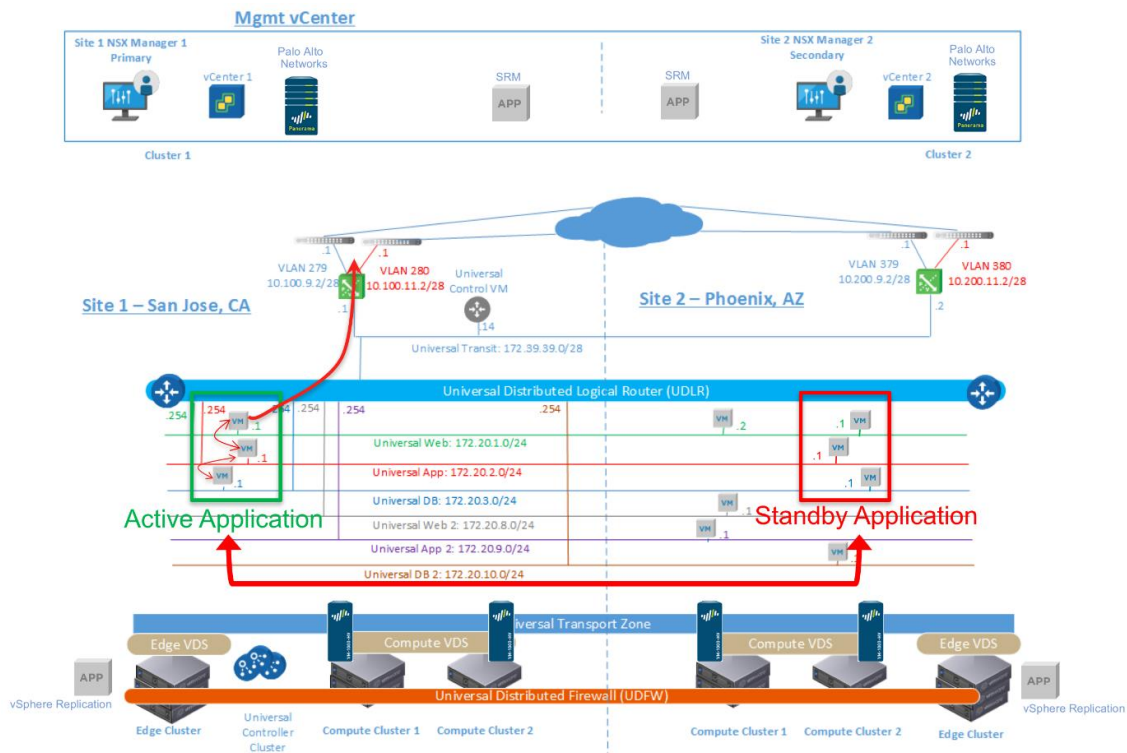 Mgmt vCenter
Site 1 NSX Manager 1
Primary
vCenter 1
Palo Alto
Networks
Panorama
Cluster 1
SRM
APP
SRM
APP
Site 2 NSX Manager 2
Secondary
vCenter 2
Palo Alto
Networks
Panorama
Cluster 2
.1
.1
VLAN 279
10.100.9.2/28
VLAN 280
10.100.11.2/28
.1
Universal
Control VM
.14
.1
.1
VLAN 379
10.200.9.2/28
VLAN 380
10.200.11.2/28
.2
Site 1 – San Jose, CA
Site 2 – Phoenix, AZ
Universal Transit: 172.39.39.0/28
Universal Distributed Logical Router (UDLR)
.254
.254
.254
.254
.254
.254
VM
.1
VM
.1
VM
.1
VM
.2
VM
.1
VM
.1
VM
.1
Universal Web: 172.20.1.0/24
Universal App: 172.20.2.0/24
Universal DB: 172.20.3.0/24
VM
.1
Universal Web 2: 172.20.8.0/24
VM
.1
Universal App 2: 172.20.9.0/24
VM
Universal DB 2: 172.20.10.0/24
Active Application
Standby Application
Universal Transport Zone
Edge VDS
Compute VDS
Compute VDS
Edge VDS
APP
vSphere Replication
Universal Distributed Firewall (UDFW)
APP
vSphere Replication
Edge Cluster
Universal
Controller
Cluster
Compute Cluster 1
Compute Cluster 2
Compute Cluster 1
Compute Cluster 2
Edge Cluster